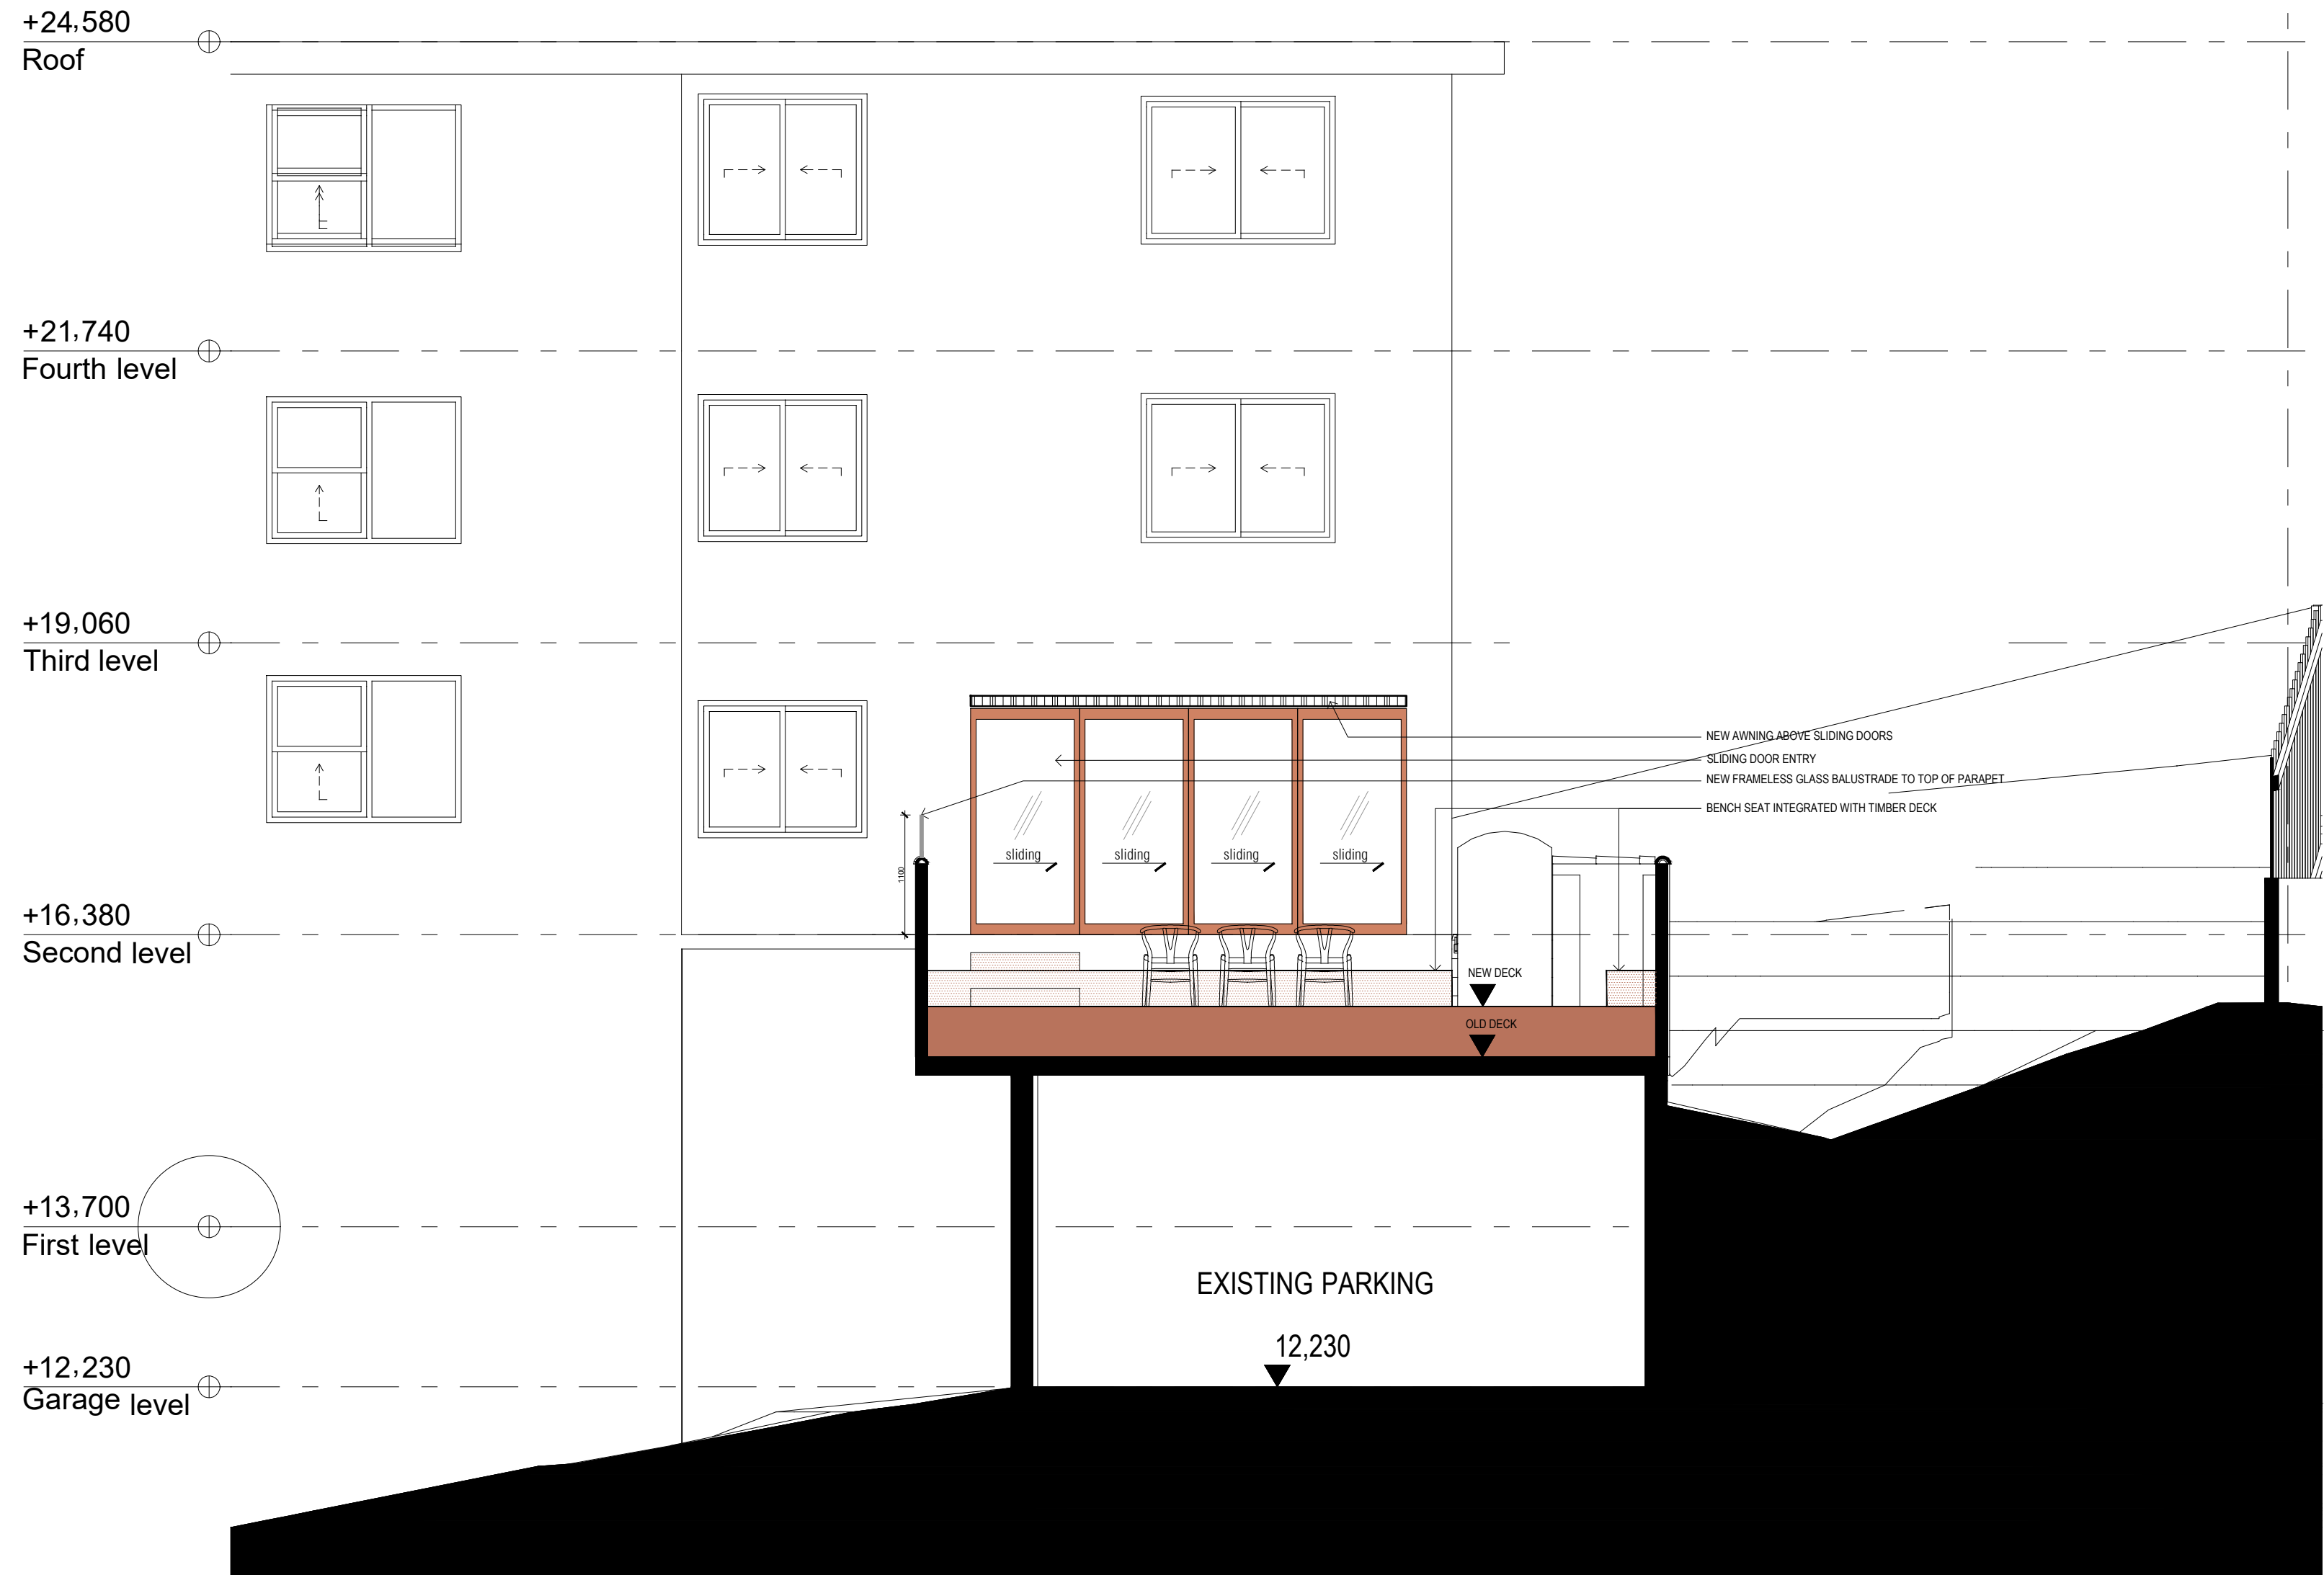 +24,580
Roof
+21,740
Fourth level
+19,060
Third level
NEW AWNING ABOVE SLIDING DOORS
SLIDING DOOR ENTRY
NEW FRAMELESS GLASS BALUSTRADE TO TOP OF PARAPET
BENCH SEAT INTEGRATED WITH TIMBER DECK
sliding
sliding
sliding
sliding
1100
+16,380
Second level
NEW DECK
OLD DECK
+13,700
First level
EXISTING PARKING
12,230
+12,230
Garage level